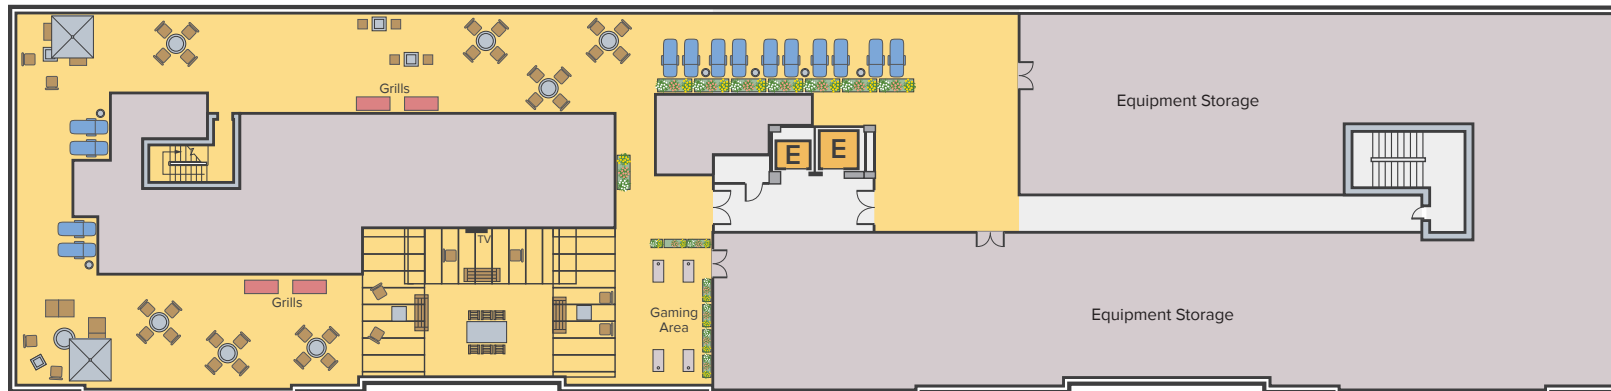 Grills
Equipment Storage
E
E
TV
Grills
Gaming
Area
Equipment Storage